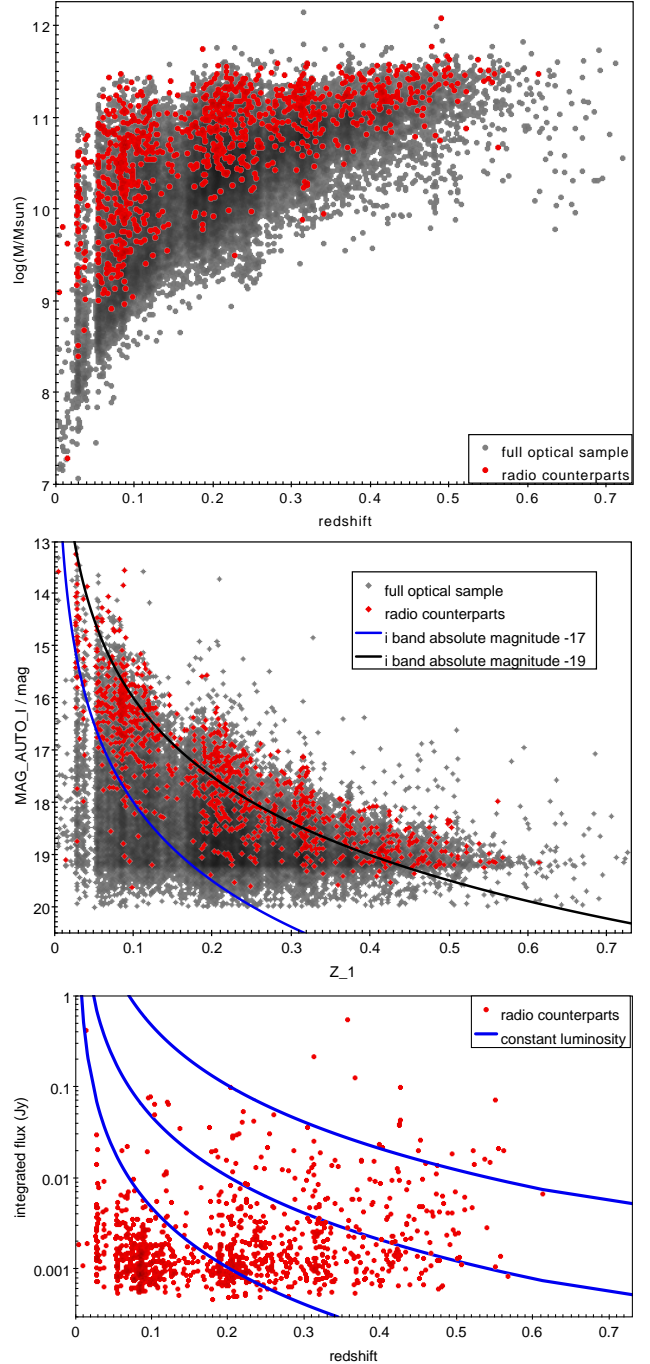 12
11
10
9
8
7
log(M/Msun)
full optical sample
radio counterparts
0 0.1 0.2 0.3 0.4 0.5 0.6 0.7
redshift
13
14
15
16
17
18
19
20
MAG_AUTO_I / mag
full optical sample
radio counterparts
i band absolute magnitude -17
i band absolute magnitude -19
0 0.1 0.2 0.3 0.4 0.5 0.6 0.7
Z_1
1
0.1
0.01
0.001
integrated flux (Jy)
radio counterparts
constant luminosity
0 0.1 0.2 0.3 0.4 0.5 0.6 0.7
redshift